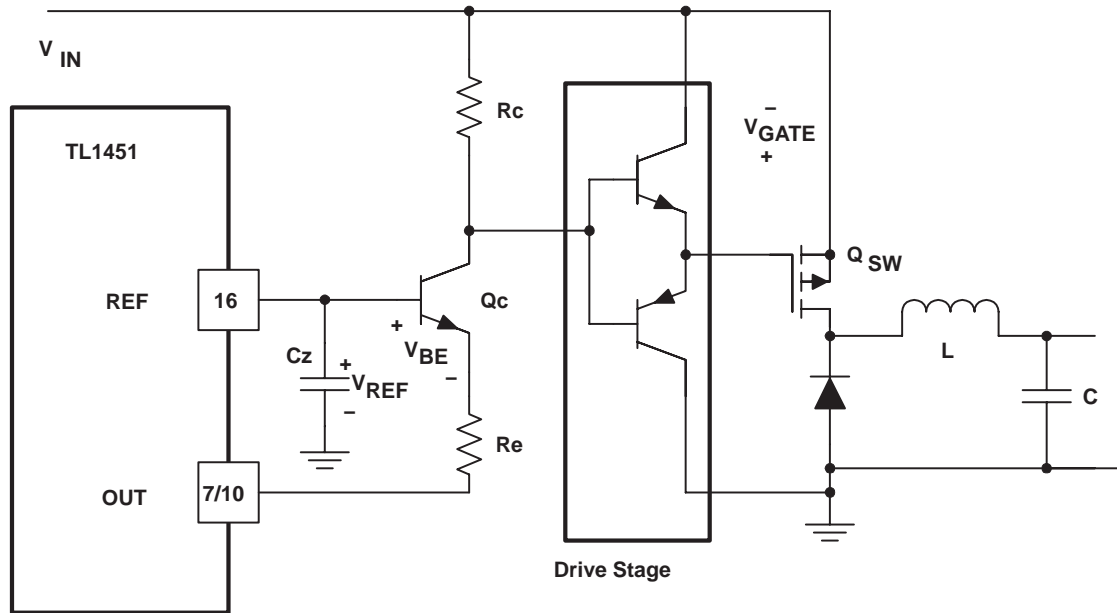 V IN
TL1451
Rc
–
V GATE
+
REF
16
Qc
Q SW
+
V BE
–
Cz
+
V REF
–
Re
L
C
OUT
7/10
Drive Stage